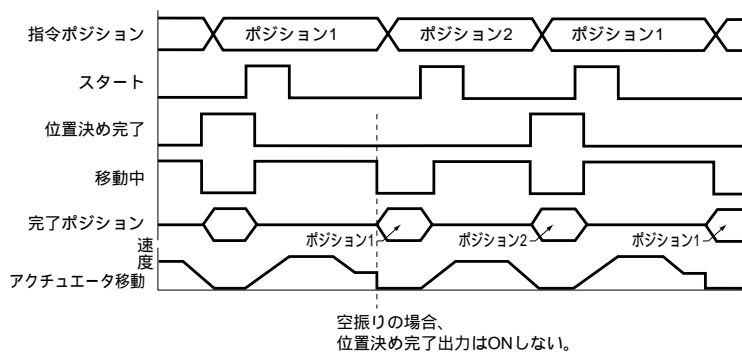 指令ポジション
ポジション1
ポジション2
ポジション1
スタート
位置決め完了
移動中
完了ポジション
ポジション1
ポジション2
ポジション1
速度
アクチュエータ移動
空振りの場合、
位置決め完了出力はONしない。